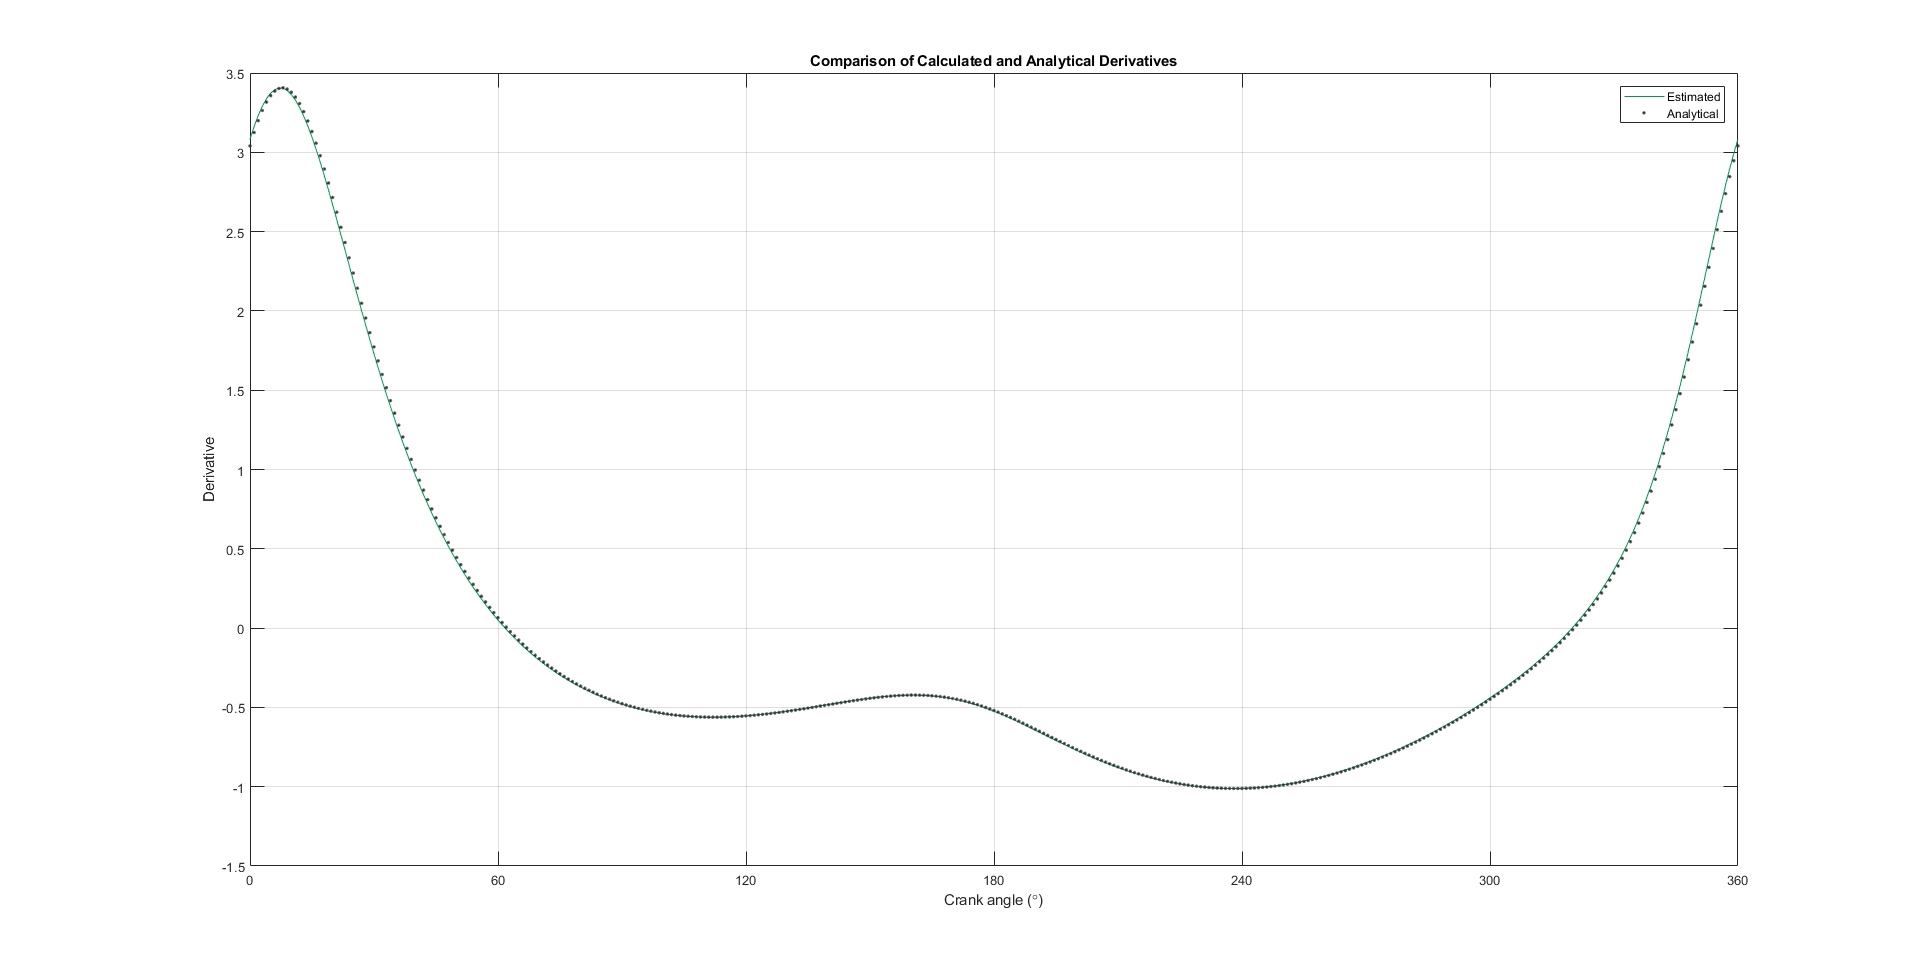 Comparison of Calculated and Analytical Derivatives
3.5
3
2.5
2
1.5
1
0.5
0
-0.5
-1
-1.5
Derivative
Estimated
Analytical
0 60 120 180 240 300 360
Crank angle (°)